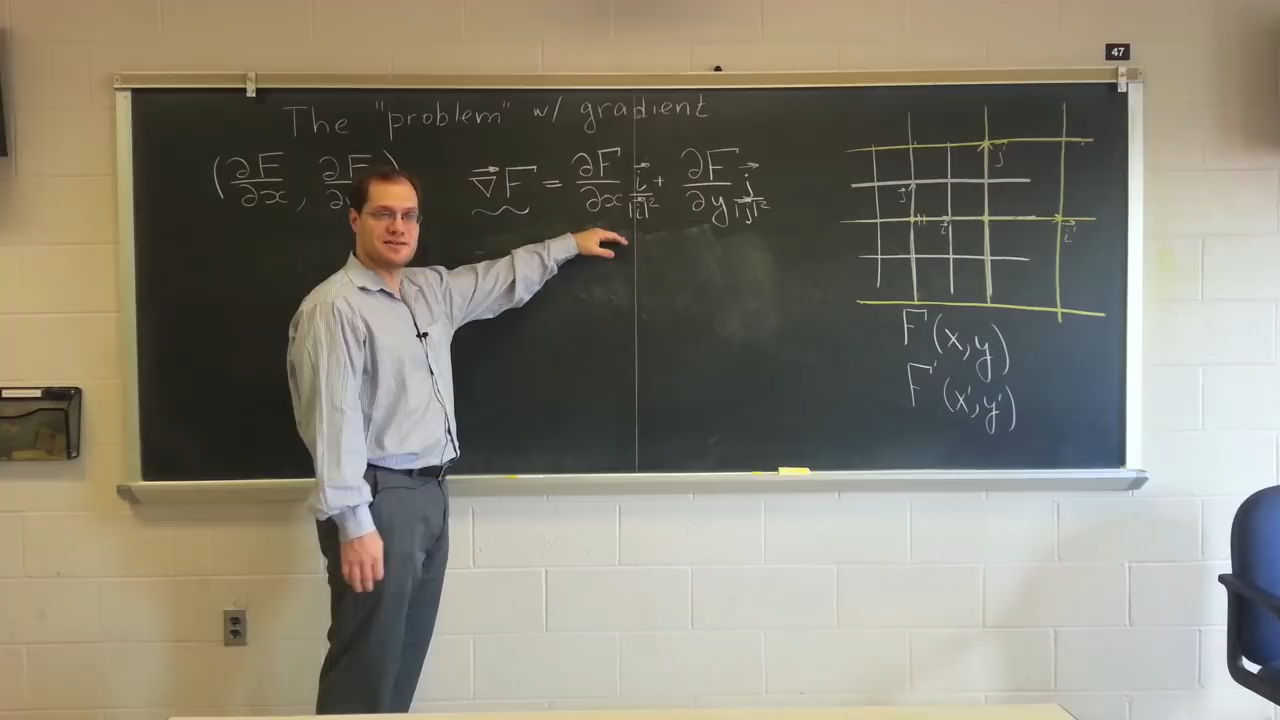 47
The "problem" w/ gradient
(∂F/∂x, ∂F/∂y)
∇⃗F = ∂F/∂x i⃗/|i⃗|² + ∂F/∂y j⃗/|j⃗|²
j⃗'
j⃗
i⃗
i⃗'
F(x,y)
F'(x',y')